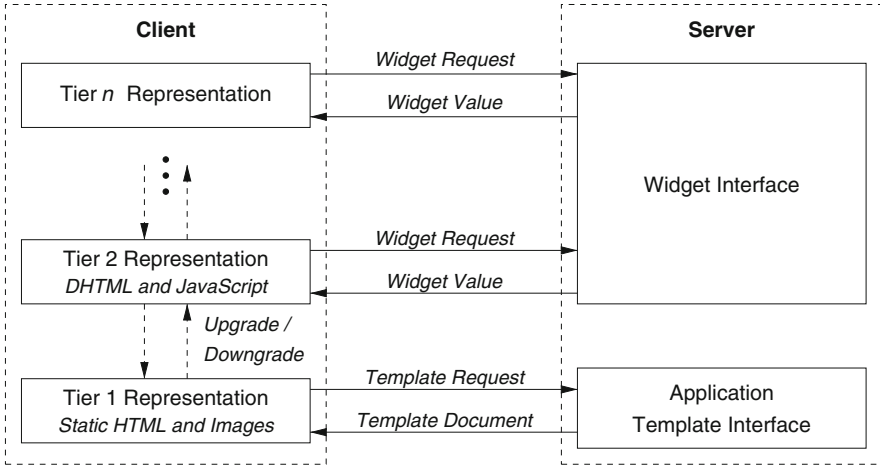 Client
Server
Tier n Representation
Widget Request
Widget Value
Widget Interface
Tier 2 Representation
DHTML and JavaScript
Widget Request
Widget Value
Upgrade /
Downgrade
Tier 1 Representation
Static HTML and Images
Template Request
Template Document
Application
Template Interface